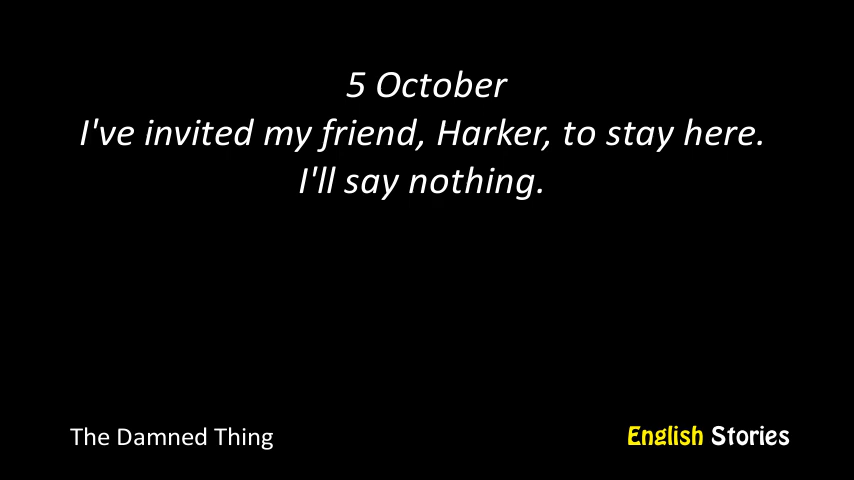 5 October
I've invited my friend, Harker, to stay here.
I'll say nothing.
The Damned Thing
English Stories